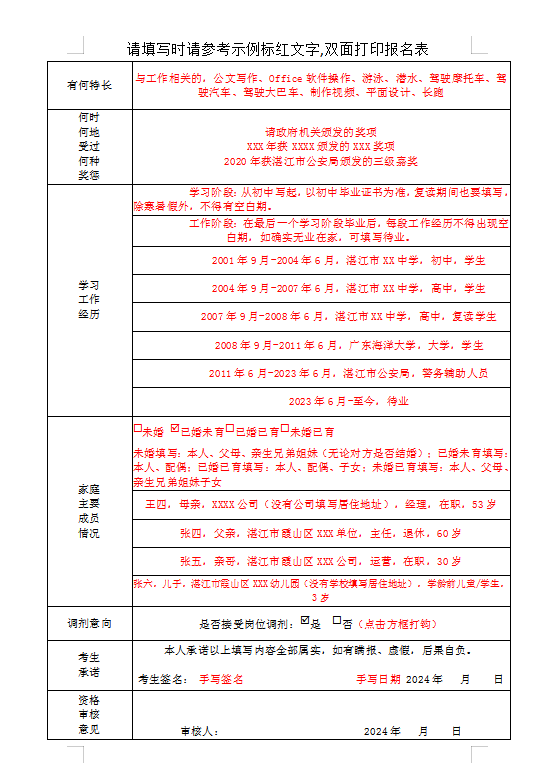 请填写时请参考示例标红文字,双面打印报名表
有何特长
与工作相关的，公文写作、Office 软件操作、游泳、潜水、驾驶摩托车、驾
驶汽车、驾驶大巴车、制作视频、平面设计、长跑
何时
何地
受过
何种
奖惩
请政府机关颁发的奖项
XXX 年获 XXXX 颁发的 XXX 奖项
2020 年获湛江市公安局颁发的三级嘉奖
学习
工作
经历
学习阶段：从初中写起，以初中毕业证书为准，复读期间也要填写，
除寒暑假外，不得有空白期。
工作阶段：在最后一个学习阶段毕业后，每段工作经历不得出现空
白期，如确实无业在家，可填写待业。
2001 年 9 月-2004 年 6 月，湛江市 XX 中学，初中，学生
2004 年 9 月-2007 年 6 月，湛江市 XX 中学，高中，学生
2007 年 9 月-2008 年 6 月，湛江市 XX 中学，高中，复读学生
2008 年 9 月-2011 年 6 月，广东海洋大学，大学，学生
2011 年 6 月-2023 年 6 月，湛江市公安局，警务辅助人员
2023 年 6 月-至今，待业
家庭
主要
成员
情况
☐未婚 ☑已婚未育☐已婚已育☐未婚已育
未婚填写：本人、父母、亲生兄弟姐妹（无论对方是否结婚）；已婚未育填写：
本人、配偶；已婚已育填写：本人、配偶、子女；未婚已育填写：本人、父母、
亲生兄弟姐妹子女
王四，母亲，XXXX 公司（没有公司填写居住地址），经理，在职，53 岁
张四，父亲，湛江市霞山区 XXX 单位，主任，退休，60 岁
张五，亲哥，湛江市霞山区 XXX 公司，运营，在职，30 岁
张六，儿子，湛江市霞山区 XXX 幼儿园（没有学校填写居住地址），学龄前儿童/学生，
3 岁
调剂意向
是否接受岗位调剂：☑是 ☐否（点击方框打钩）
考生
承诺
本人承诺以上填写内容全部属实，如有瞒报、虚假，后果自负。
考生签名： 手写签名 手写日期 2024 年 月 日
资格
审核
意见
审核人： 2024 年 月 日